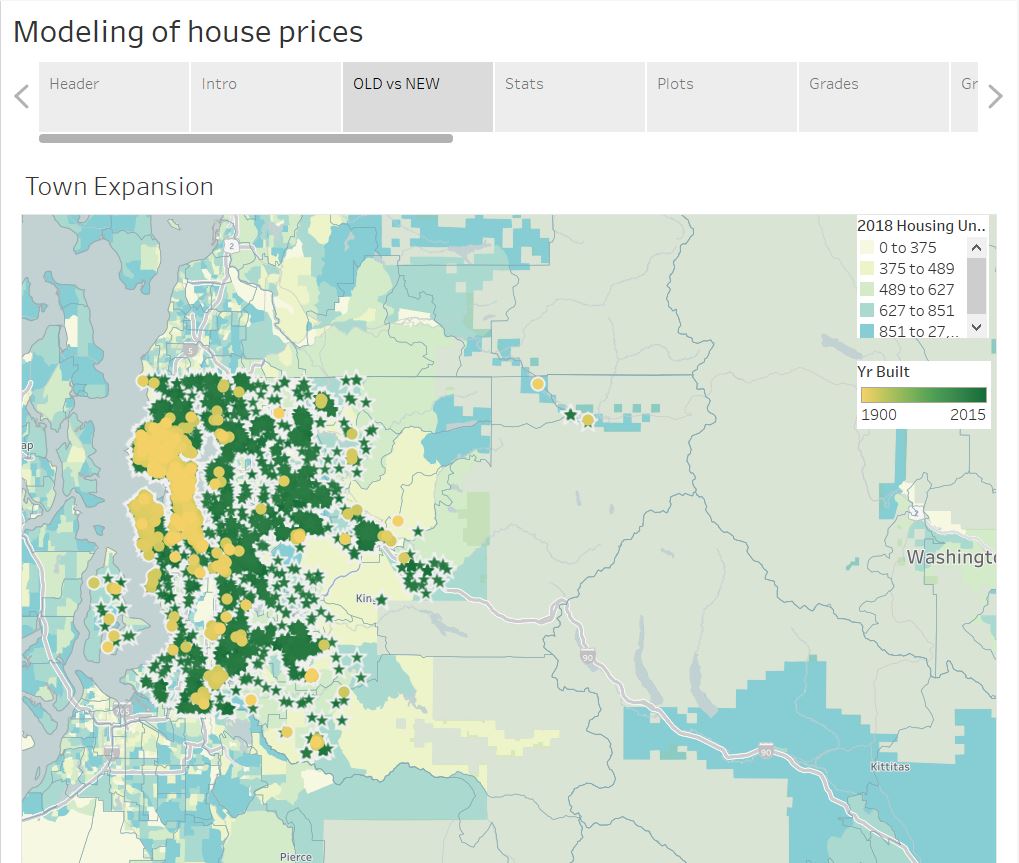 Modeling of house prices
Header
Intro
OLD vs NEW
Stats
Plots
Grades
Gr
Town Expansion
2018 Housing Un..
0 to 375
375 to 489
489 to 627
627 to 851
851 to 27,...
Yr Built
1900
2015
2
5
ap
2
Washingto
King
90
705
90
Kittitas
Pierce